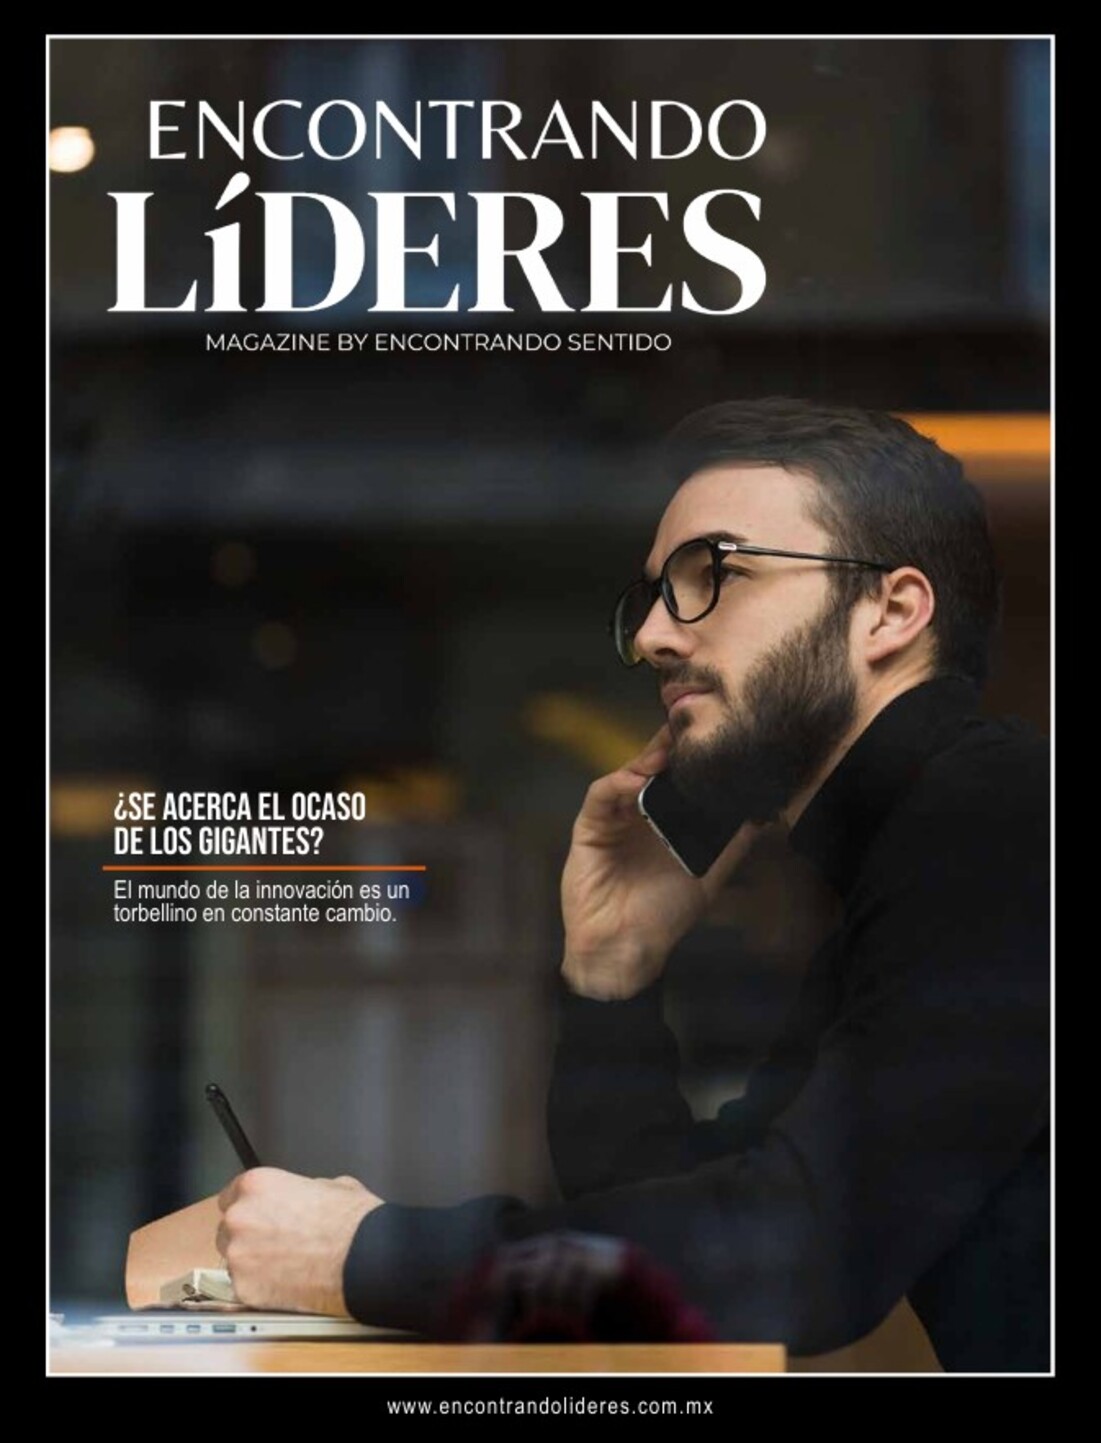 ENCONTRANDO
LíDERES
MAGAZINE BY ENCONTRANDO SENTIDO
¿SE ACERCA EL OCASO
DE LOS GIGANTES?
El mundo de la innovación es un
torbellino en constante cambio.
www.encontrandolideres.com.mx